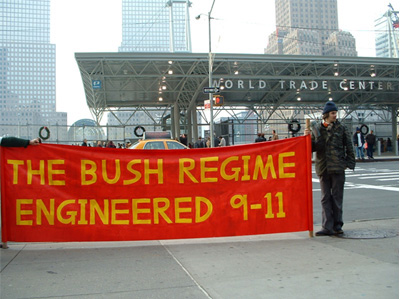 WORLD TRADE CENTER
THE BUSH REGIME
ENGINEERED 9-11